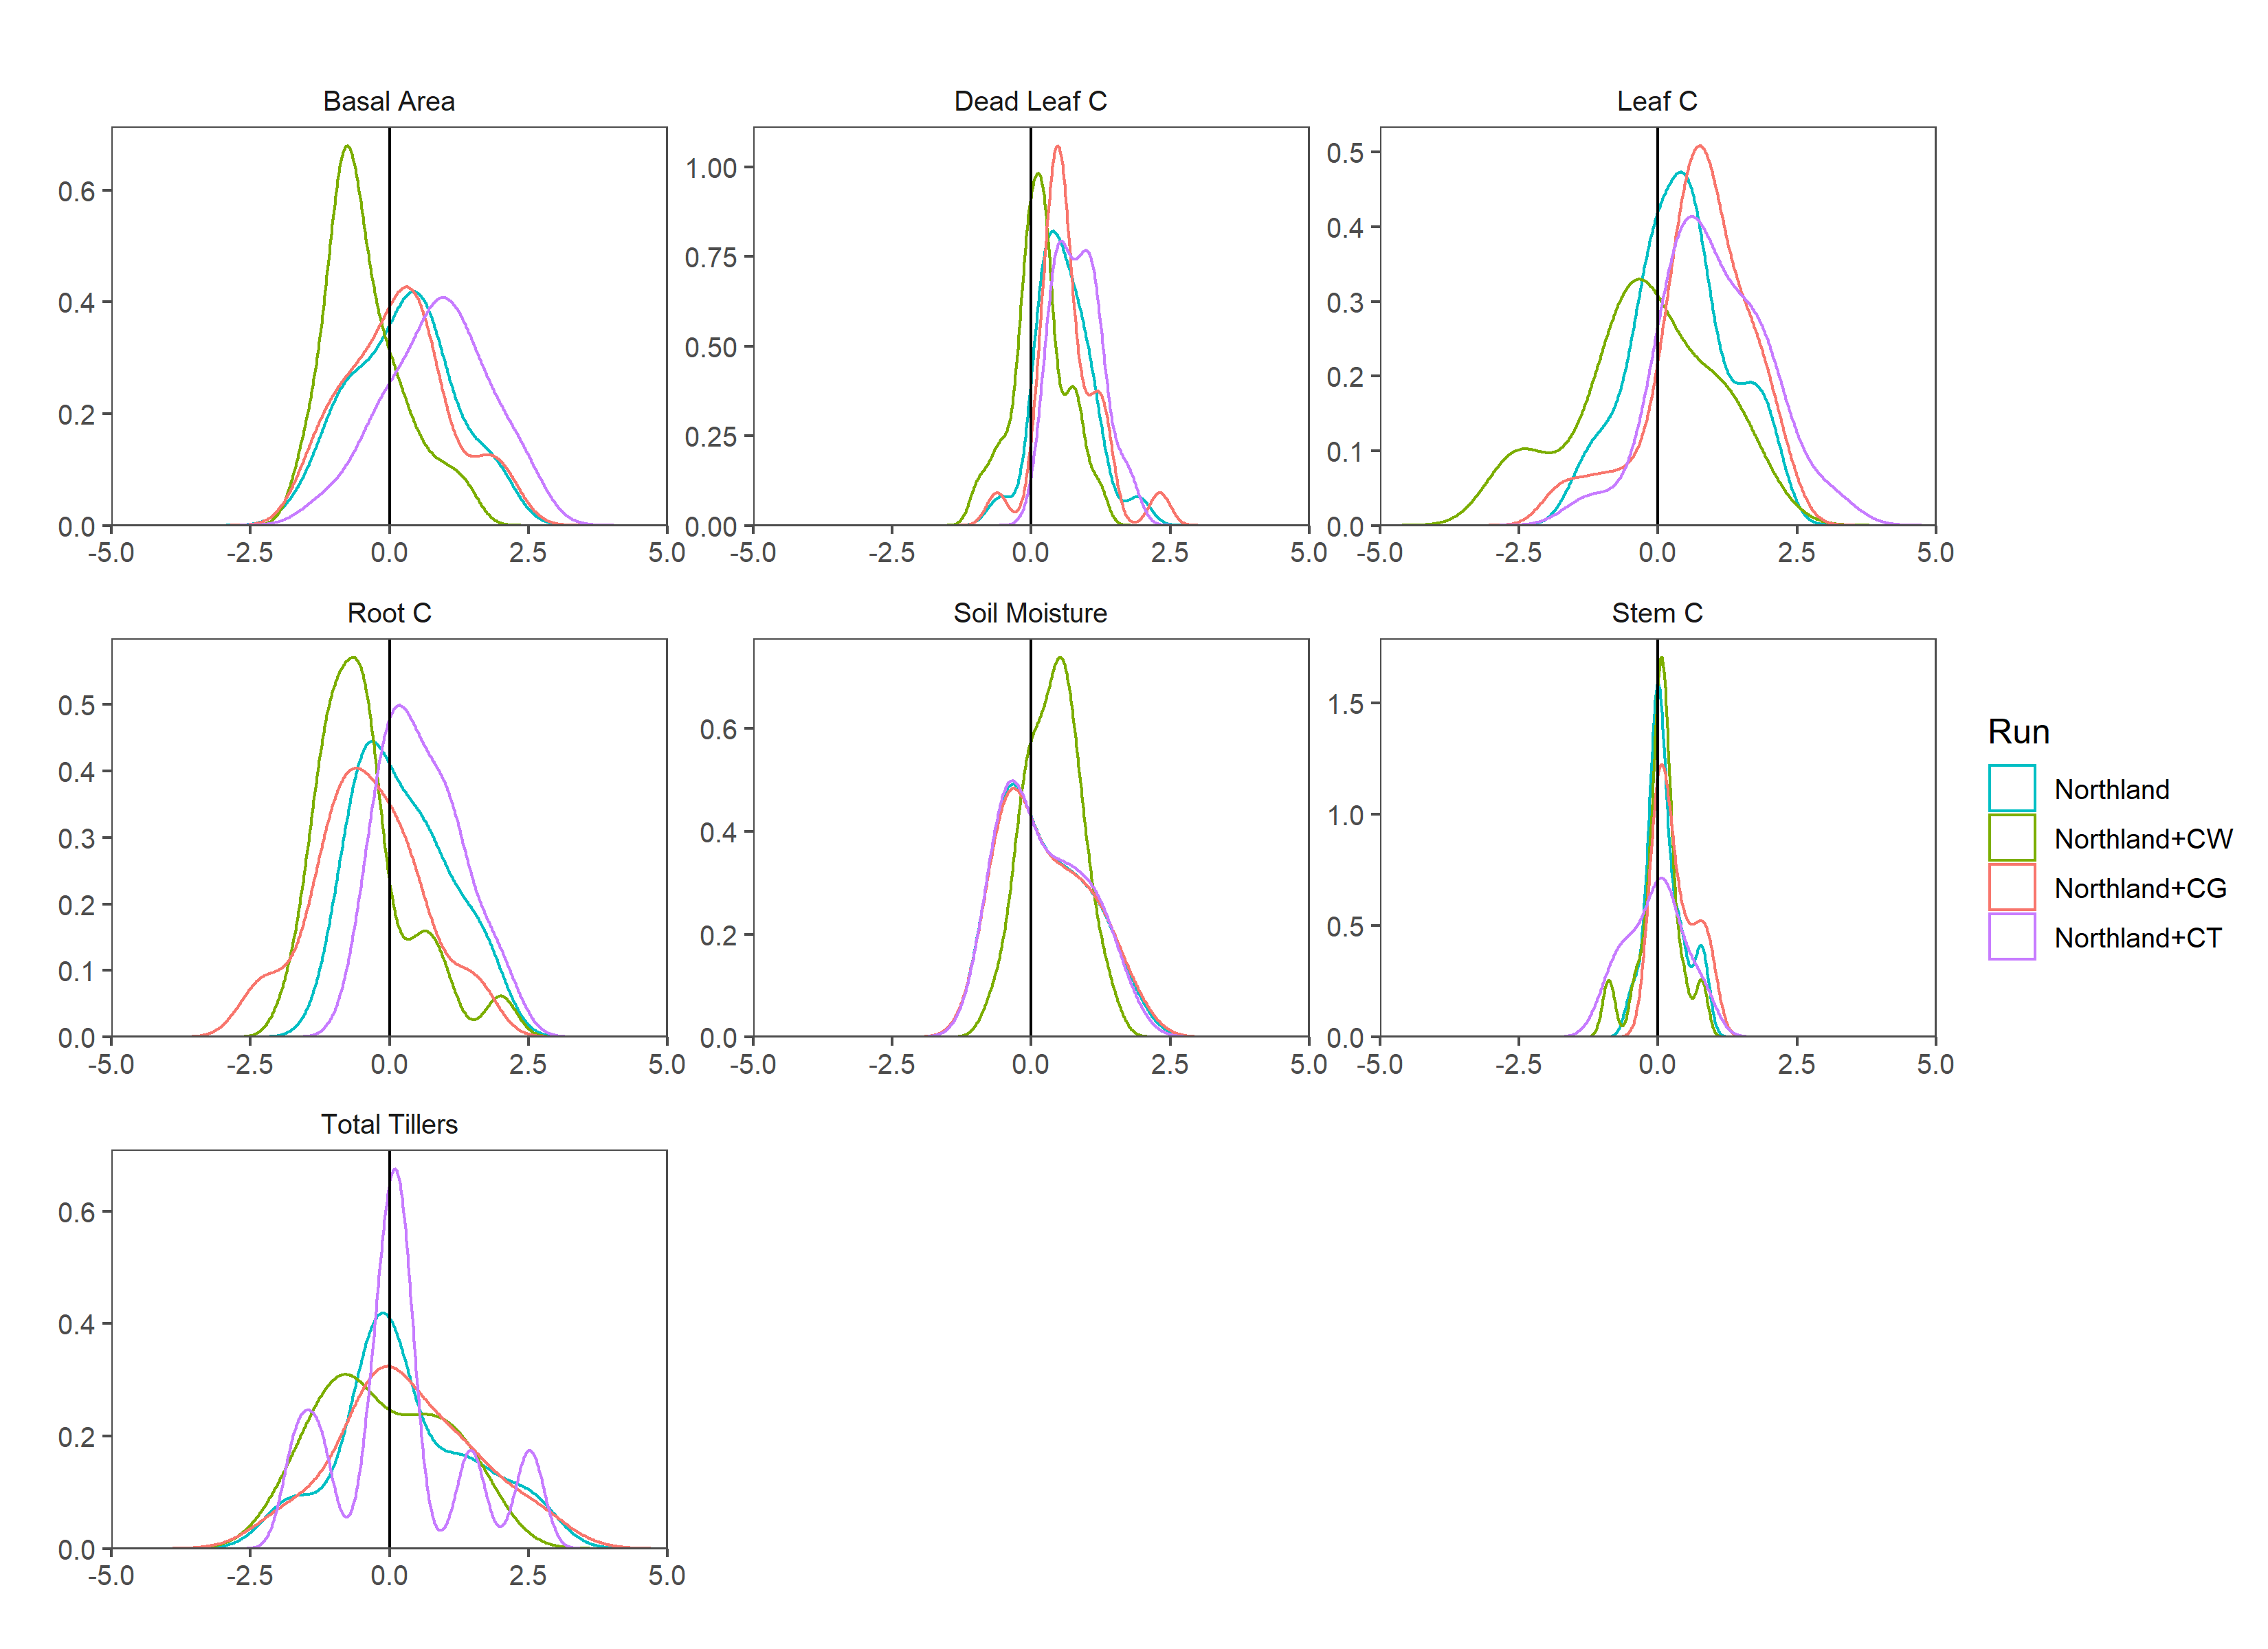 Basal Area
Dead Leaf C
Leaf C
0.6
0.4
0.2
0.0
-5.0 -2.5 0.0 2.5 5.0
1.00
0.75
0.50
0.25
0.00
-5.0 -2.5 0.0 2.5 5.0
0.5
0.4
0.3
0.2
0.1
0.0
-5.0 -2.5 0.0 2.5 5.0
Root C
Soil Moisture
Stem C
0.5
0.4
0.3
0.2
0.1
0.0
-5.0 -2.5 0.0 2.5 5.0
0.6
0.4
0.2
0.0
-5.0 -2.5 0.0 2.5 5.0
1.5
1.0
0.5
0.0
-5.0 -2.5 0.0 2.5 5.0
Run
Northland
Northland+CW
Northland+CG
Northland+CT
Total Tillers
0.6
0.4
0.2
0.0
-5.0 -2.5 0.0 2.5 5.0